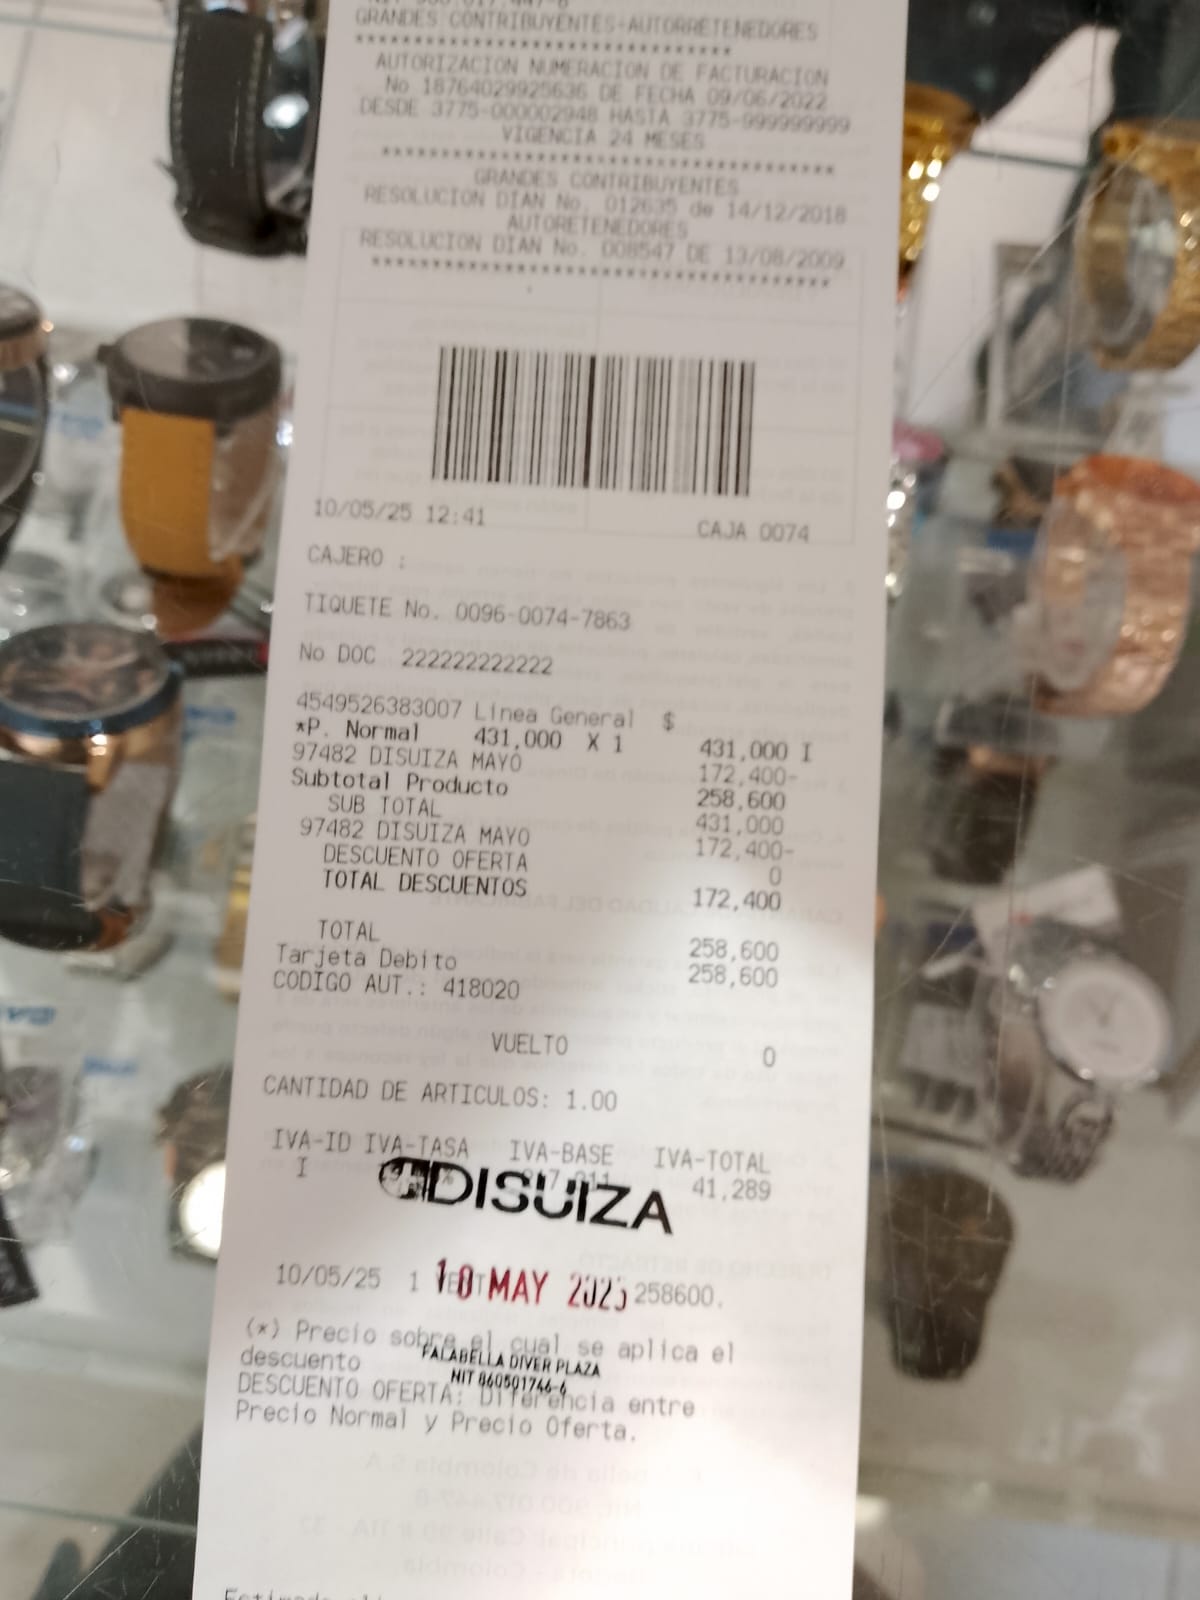 GRANDES CONTRIBUYENTES-AUTORRETENEDORES
****************************************
AUTORIZACION NUMERACION DE FACTURACION
No 18764029925636 DE FECHA 09/06/2022
DESDE 3775-000002948 HASTA 3775-999999999
VIGENCIA 24 MESES
****************************************
GRANDES CONTRIBUYENTES
RESOLUCION DIAN No. 012635 de 14/12/2018
AUTORETENEDORES
RESOLUCION DIAN No. 008547 DE 13/08/2009
****************************************
10/05/25 12:41 CAJA 0074
CAJERO :
TIQUETE No. 0096-0074-7863
No DOC 222222222222
4549526383007 Línea General $
*P. Normal 431,000 X 1 431,000 I
97482 DISUIZA MAYO 172,400-
Subtotal Producto 258,600
SUB TOTAL 431,000
97482 DISUIZA MAYO 172,400-
DESCUENTO OFERTA 0
TOTAL DESCUENTOS 172,400
TOTAL 258,600
Tarjeta Debito 258,600
CODIGO AUT.: 418020
VUELTO 0
CANTIDAD DE ARTICULOS: 1.00
IVA-ID IVA-TASA IVA-BASE IVA-TOTAL
I 41,289
DISUIZA
10/05/25 1 258600.
10 MAY 2025
(*) Precio sobre el cual se aplica el
descuento
FALABELLA DIVER PLAZA
NIT 860501746-6
DESCUENTO OFERTA: Diferencia entre
Precio Normal y Precio Oferta.